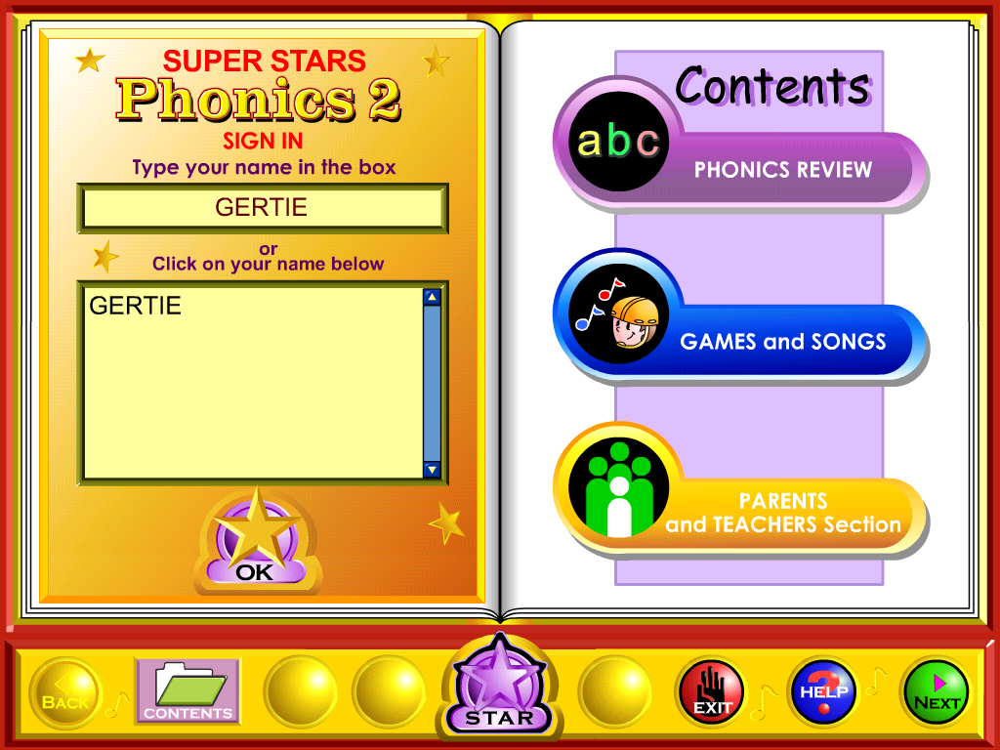 SUPER STARS
Phonics 2
SIGN IN
Type your name in the box
GERTIE
or
Click on your name below
GERTIE
OK
Contents
abc
PHONICS REVIEW
GAMES and SONGS
PARENTS
and TEACHERS Section
BACK
CONTENTS
STAR
EXIT
HELP
NEXT